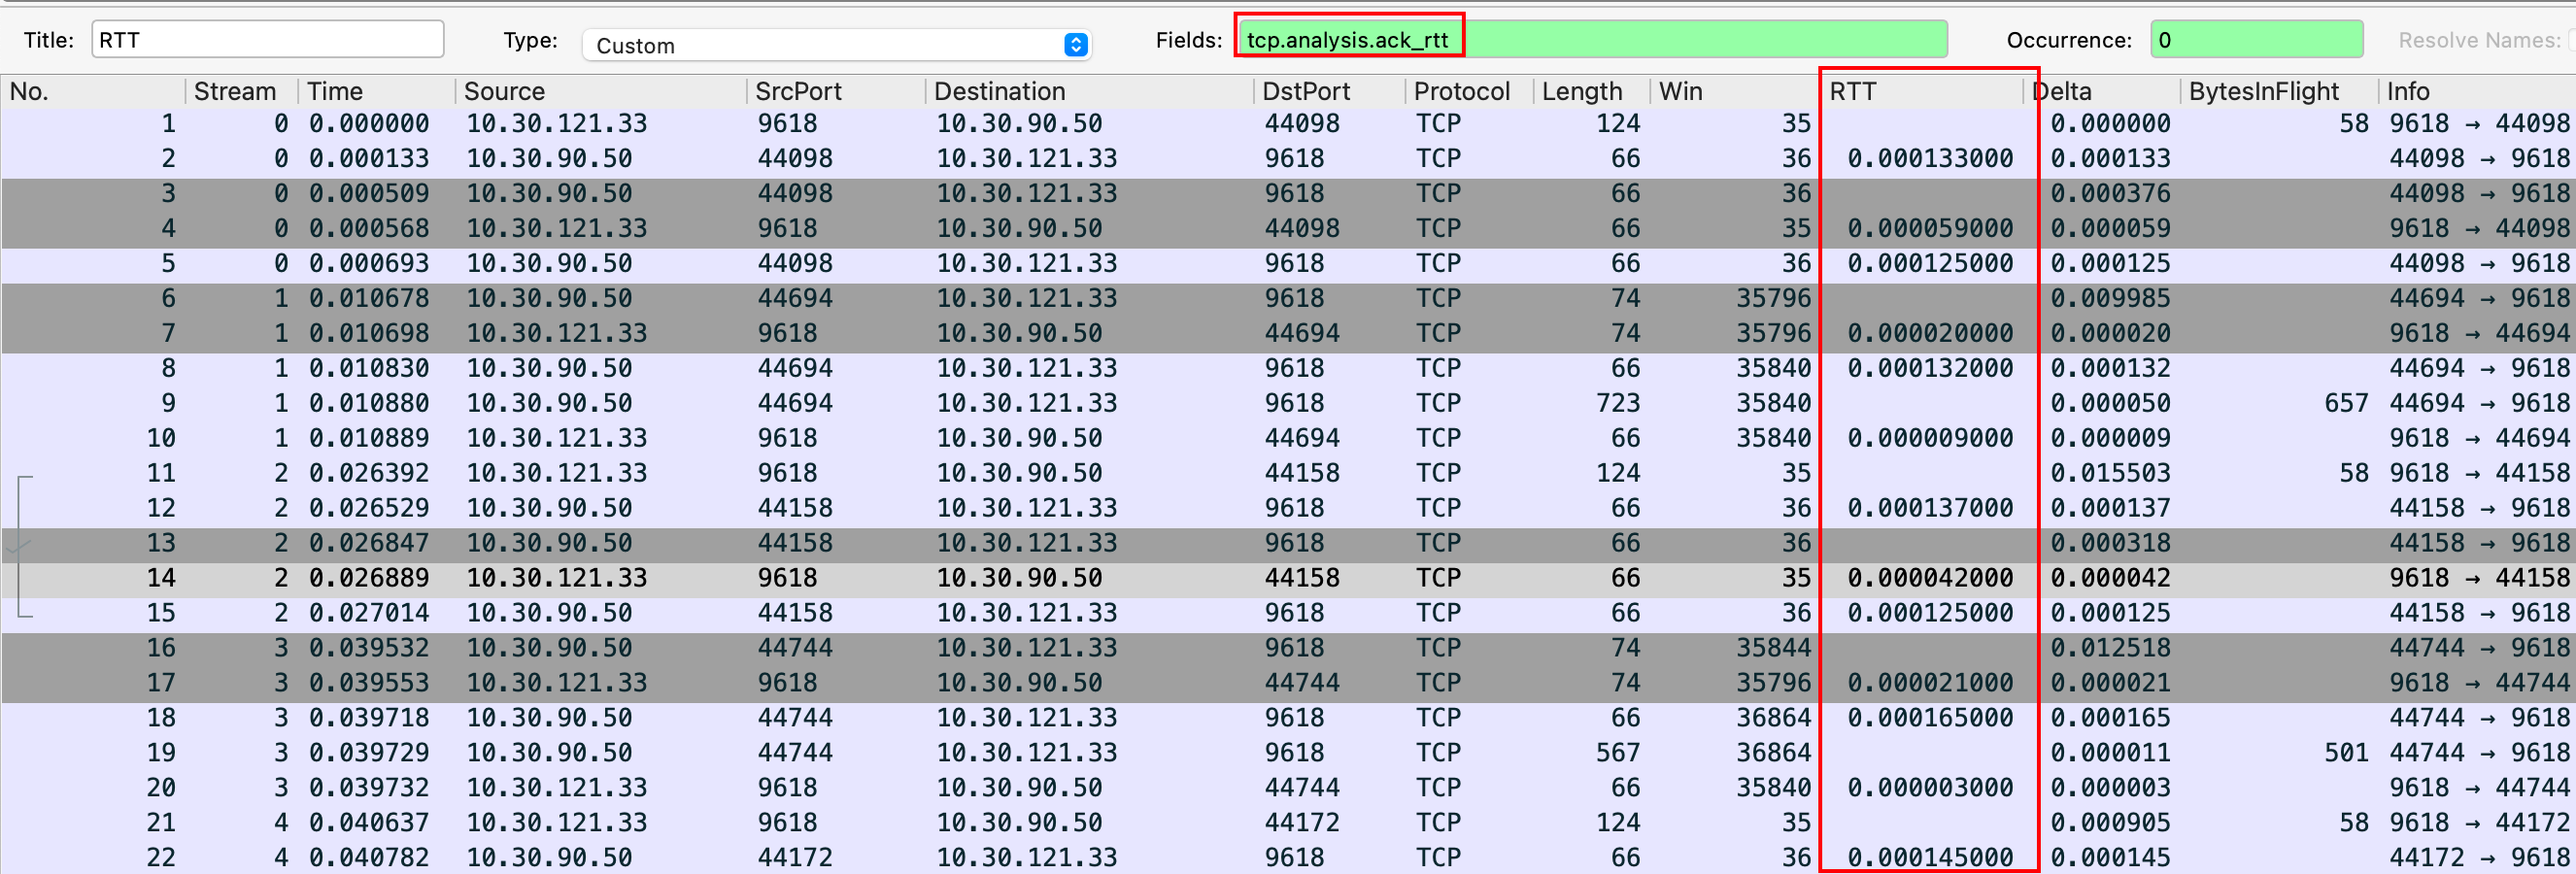 Title: RTT Type: Custom Fields: tcp.analysis.ack_rtt Occurrence: 0 Resolve Names:
No. Stream Time Source SrcPort Destination DstPort Protocol Length Win RTT Delta BytesInFlight Info
1 0 0.000000 10.30.121.33 9618 10.30.90.50 44098 TCP 124 35 0.000000 58 9618 → 44098
2 0 0.000133 10.30.90.50 44098 10.30.121.33 9618 TCP 66 36 0.000133000 0.000133 44098 → 9618
3 0 0.000509 10.30.90.50 44098 10.30.121.33 9618 TCP 66 36 0.000376 44098 → 9618
4 0 0.000568 10.30.121.33 9618 10.30.90.50 44098 TCP 66 35 0.000059000 0.000059 9618 → 44098
5 0 0.000693 10.30.90.50 44098 10.30.121.33 9618 TCP 66 36 0.000125000 0.000125 44098 → 9618
6 1 0.010678 10.30.90.50 44694 10.30.121.33 9618 TCP 74 35796 0.009985 44694 → 9618
7 1 0.010698 10.30.121.33 9618 10.30.90.50 44694 TCP 74 35796 0.000020000 0.000020 9618 → 44694
8 1 0.010830 10.30.90.50 44694 10.30.121.33 9618 TCP 66 35840 0.000132000 0.000132 44694 → 9618
9 1 0.010880 10.30.90.50 44694 10.30.121.33 9618 TCP 723 35840 0.000050 657 44694 → 9618
10 1 0.010889 10.30.121.33 9618 10.30.90.50 44694 TCP 66 35840 0.000009000 0.000009 9618 → 44694
11 2 0.026392 10.30.121.33 9618 10.30.90.50 44158 TCP 124 35 0.015503 58 9618 → 44158
12 2 0.026529 10.30.90.50 44158 10.30.121.33 9618 TCP 66 36 0.000137000 0.000137 44158 → 9618
13 2 0.026847 10.30.90.50 44158 10.30.121.33 9618 TCP 66 36 0.000318 44158 → 9618
14 2 0.026889 10.30.121.33 9618 10.30.90.50 44158 TCP 66 35 0.000042000 0.000042 9618 → 44158
15 2 0.027014 10.30.90.50 44158 10.30.121.33 9618 TCP 66 36 0.000125000 0.000125 44158 → 9618
16 3 0.039532 10.30.90.50 44744 10.30.121.33 9618 TCP 74 35844 0.012518 44744 → 9618
17 3 0.039553 10.30.121.33 9618 10.30.90.50 44744 TCP 74 35796 0.000021000 0.000021 9618 → 44744
18 3 0.039718 10.30.90.50 44744 10.30.121.33 9618 TCP 66 36864 0.000165000 0.000165 44744 → 9618
19 3 0.039729 10.30.90.50 44744 10.30.121.33 9618 TCP 567 36864 0.000011 501 44744 → 9618
20 3 0.039732 10.30.121.33 9618 10.30.90.50 44744 TCP 66 35840 0.000003000 0.000003 9618 → 44744
21 4 0.040637 10.30.121.33 9618 10.30.90.50 44172 TCP 124 35 0.000905 58 9618 → 44172
22 4 0.040782 10.30.90.50 44172 10.30.121.33 9618 TCP 66 36 0.000145000 0.000145 44172 → 9618